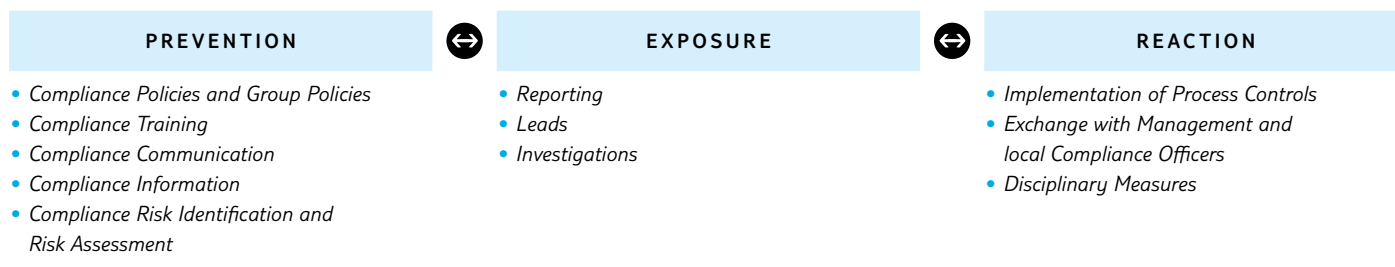 PREVENTION
• Compliance Policies and Group Policies
• Compliance Training
• Compliance Communication
• Compliance Information
• Compliance Risk Identification and
Risk Assessment
EXPOSURE
• Reporting
• Leads
• Investigations
REACTION
• Implementation of Process Controls
• Exchange with Management and
local Compliance Officers
• Disciplinary Measures